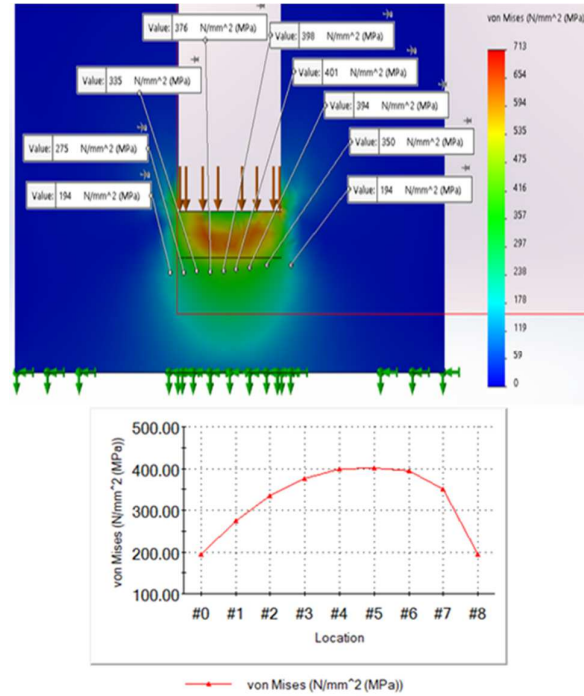 von Mises (N/mm^2 (MPa))
Value: 376 N/mm^2 (MPa)
Value: 398 N/mm^2 (MPa)
Value: 335 N/mm^2 (MPa)
Value: 401 N/mm^2 (MPa)
Value: 394 N/mm^2 (MPa)
Value: 275 N/mm^2 (MPa)
Value: 350 N/mm^2 (MPa)
Value: 194 N/mm^2 (MPa)
Value: 194 N/mm^2 (MPa)
713
654
594
535
475
416
357
297
238
178
119
59
0
von Mises (N/mm^2 (MPa))
500.00
400.00
300.00
200.00
100.00
#0 #1 #2 #3 #4 #5 #6 #7 #8
Location
von Mises (N/mm^2 (MPa))